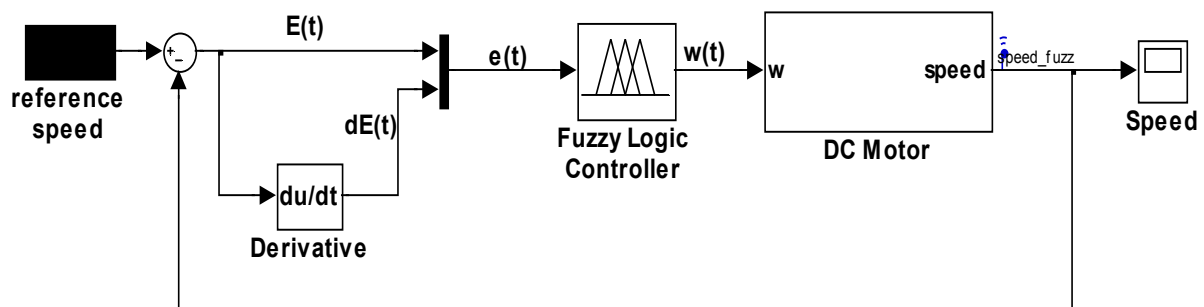 E(t)
+
−
reference
speed
dE(t)
du/dt
Derivative
e(t)
Fuzzy Logic
Controller
w(t)
w
speed
DC Motor
speed_fuzz
Speed